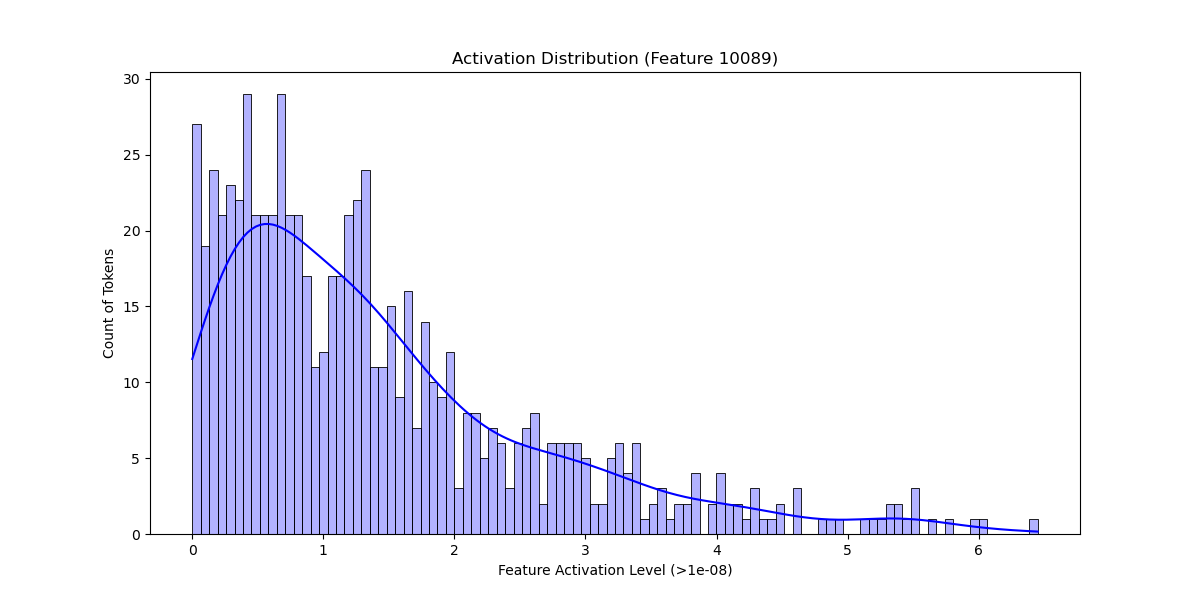 Activation Distribution (Feature 10089)
30
25
20
15
10
5
0
Count of Tokens
0 1 2 3 4 5 6
Feature Activation Level (>1e-08)